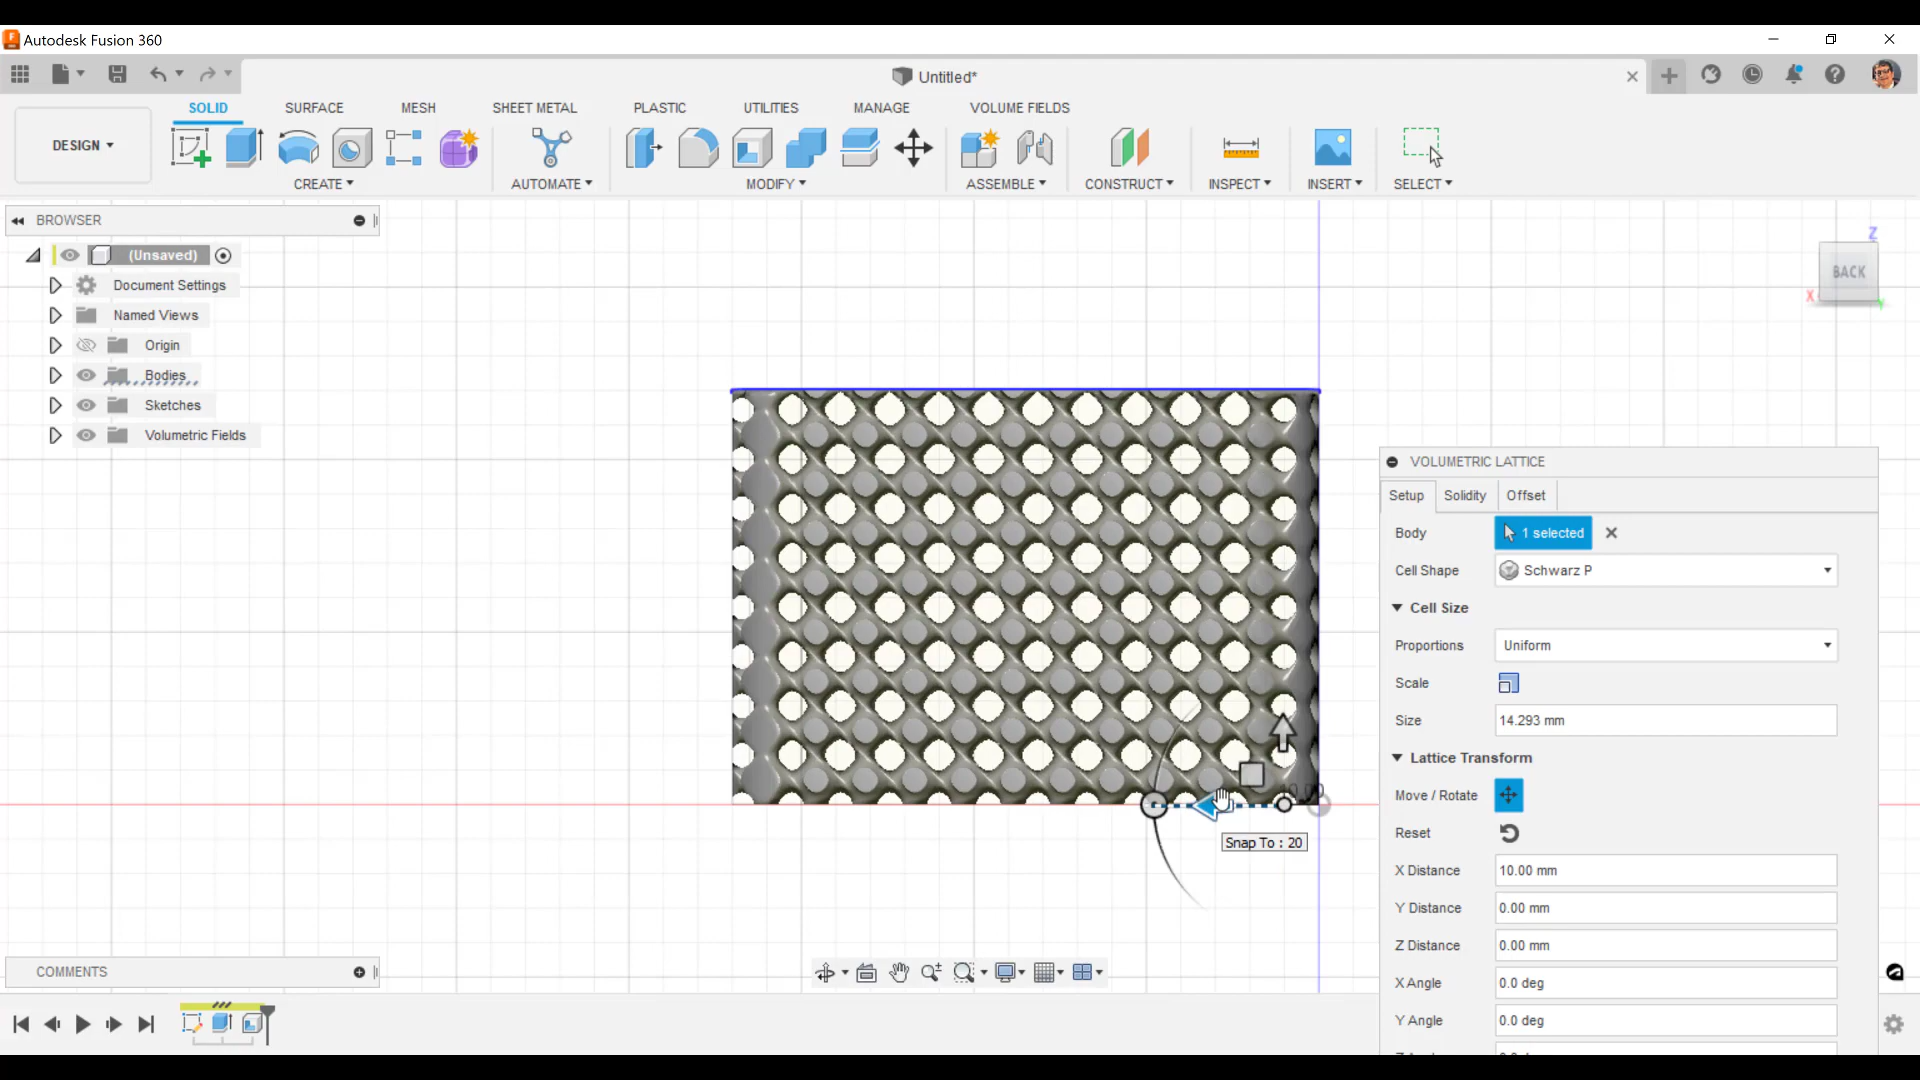 Autodesk Fusion 360
Untitled*
DESIGN
SOLID
SURFACE
MESH
SHEET METAL
PLASTIC
UTILITIES
MANAGE
VOLUME FIELDS
CREATE
AUTOMATE
MODIFY
ASSEMBLE
CONSTRUCT
INSPECT
INSERT
SELECT
BROWSER
(Unsaved)
Document Settings
Named Views
Origin
Bodies
Sketches
Volumetric Fields
Z
BACK
X
Y
10.00
Snap To : 20
VOLUMETRIC LATTICE
Setup Solidity Offset
Body 1 selected
Cell Shape Schwarz P
Cell Size
Proportions Uniform
Scale
Size 14.293 mm
Lattice Transform
Move / Rotate
Reset
X Distance 10.00 mm
Y Distance 0.00 mm
Z Distance 0.00 mm
X Angle 0.0 deg
Y Angle 0.0 deg
COMMENTS